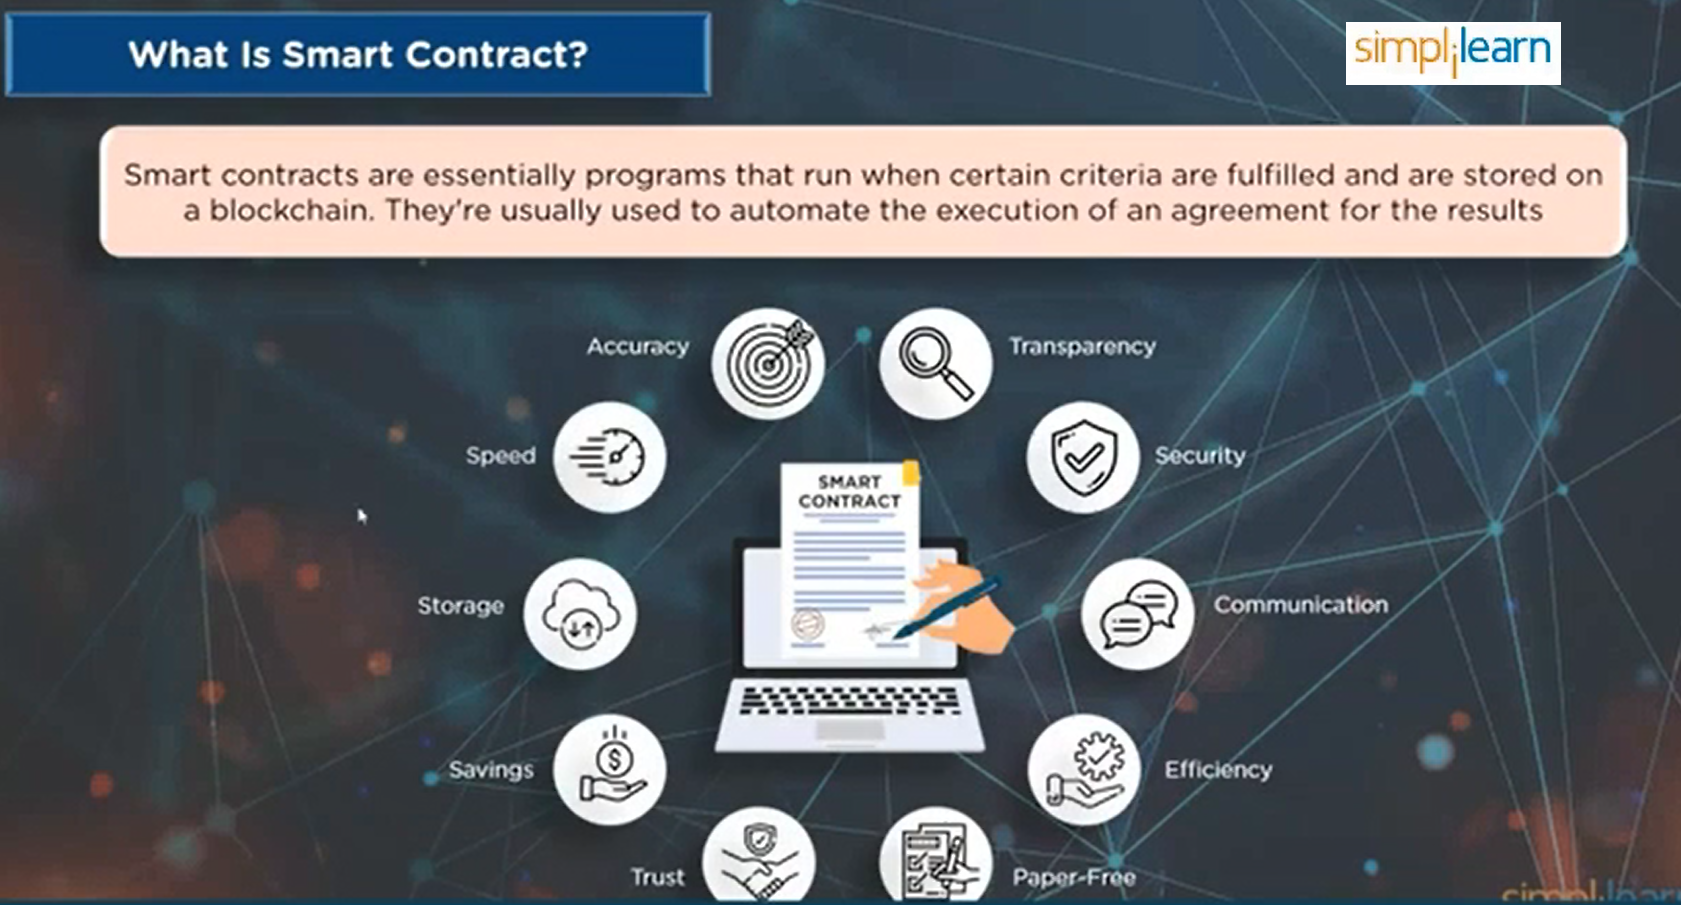 What Is Smart Contract?
simplilearn
Smart contracts are essentially programs that run when certain criteria are fulfilled and are stored on
a blockchain. They're usually used to automate the execution of an agreement for the results
Accuracy
Transparency
Speed
Security
SMART
CONTRACT
Storage
Communication
Savings
$
Efficiency
Trust
Paper-Free
simplilearn